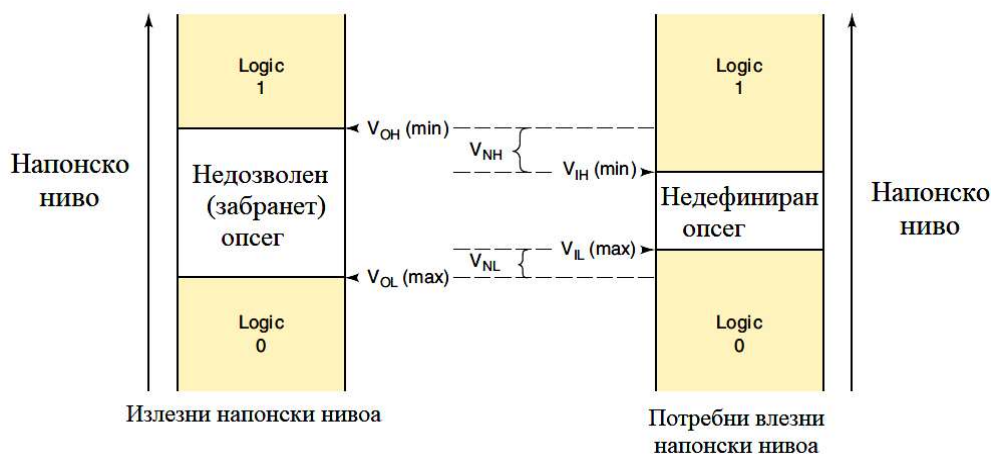 Logic
1
Logic
1
V_OH (min)
V_NH
V_IH (min)
Напонско
ниво
Недозволен
(забранет)
опсег
Недефиниран
опсег
Напонско
ниво
V_IL (max)
V_NL
V_OL (max)
Logic
0
Logic
0
Излезни напонски нивоа
Потребни влезни
напонски нивоа